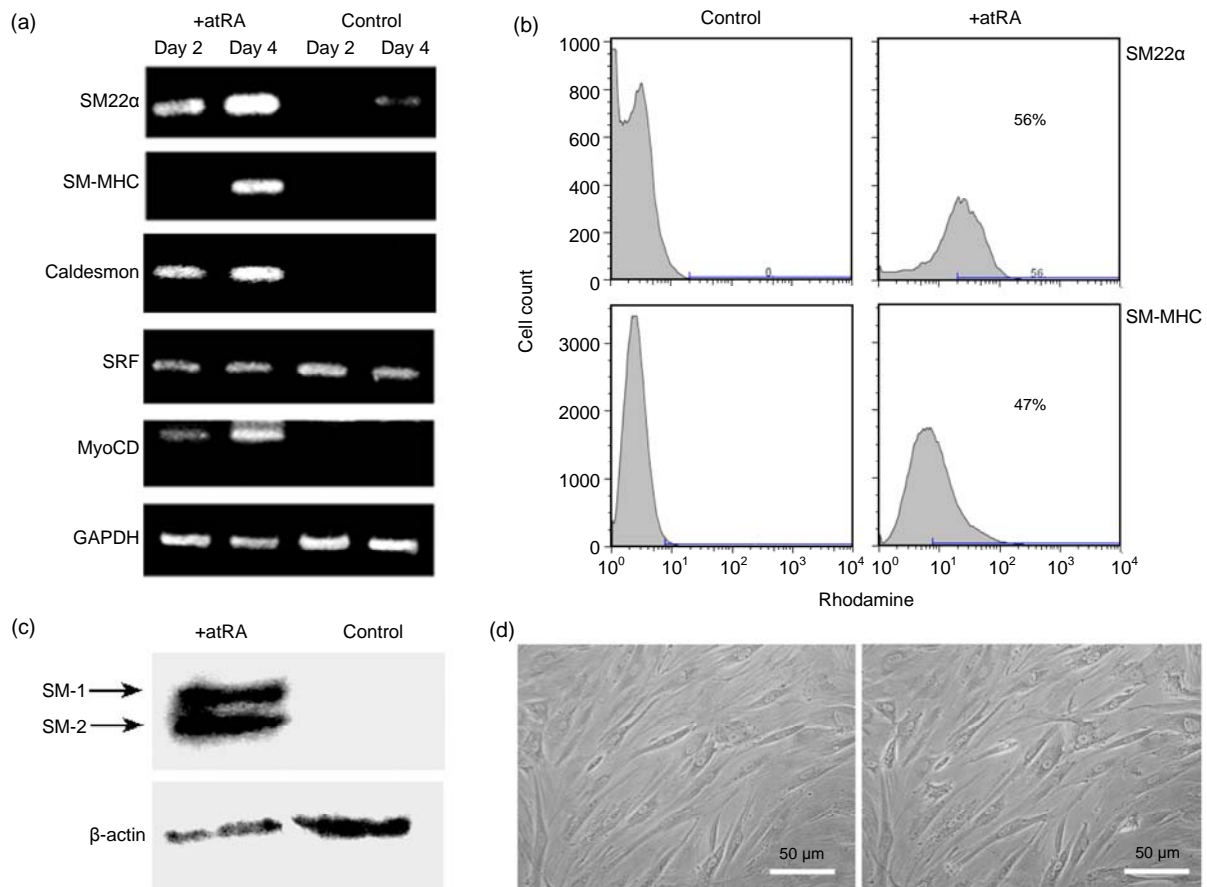 (a)
+atRA Control
Day 2 Day 4 Day 2 Day 4
SM22α
SM-MHC
Caldesmon
SRF
MyoCD
GAPDH
(b)
Control +atRA
SM22α
1000
800
600
400
200
0
0
56%
56
SM-MHC
3000
2000
1000
0
47%
Cell count
10⁰ 10¹ 10² 10³ 10⁴ 10⁰ 10¹ 10² 10³ 10⁴
Rhodamine
(c)
+atRA Control
SM-1
SM-2
β-actin
(d)
50 µm 50 µm